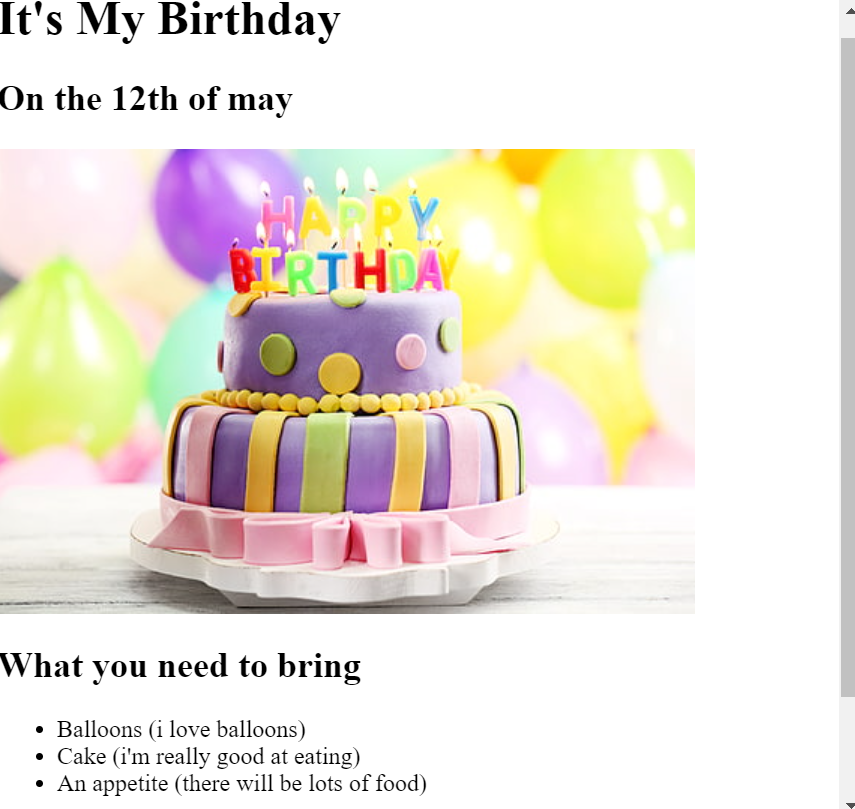 It's My Birthday
On the 12th of may
HAPPY
BIRTHDAY
What you need to bring
Balloons (i love balloons)
Cake (i'm really good at eating)
An appetite (there will be lots of food)